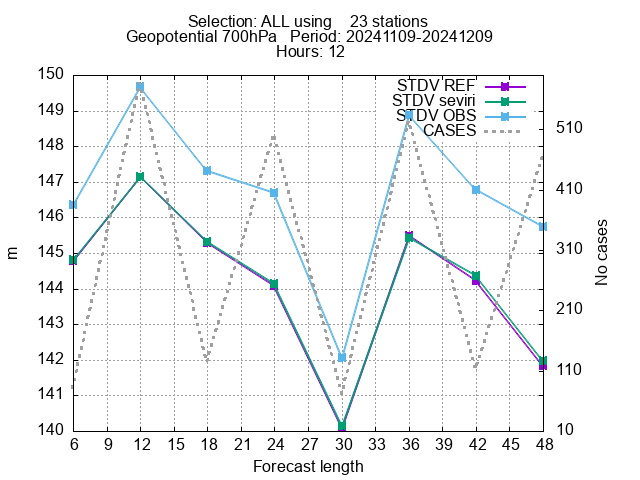 Selection: ALL using 23 stations
Geopotential 700hPa Period: 20241109-20241209
Hours: 12
STDV REF
STDV seviri
STDV OBS
CASES
150
149
148
147
146
145
144
143
142
141
140
m
510
410
310
210
110
10
No cases
6 9 12 15 18 21 24 27 30 33 36 39 42 45 48
Forecast length